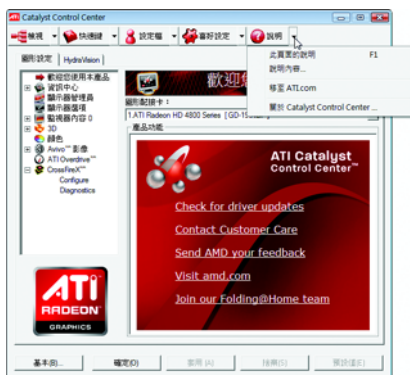 Catalyst Control Center
檢視 快速鍵 設定檔 喜好設定 說明
圖形設定 HydraVision
此頁面的說明 F1
說明內容...
移至 ATI.com
關於 Catalyst Control Center ...
歡迎您使用本產品
資訊中心
顯示器管理員
顯示器選項
監視器內容 0
3D
顏色
Avivo™ 影像
ATI Overdrive™
CrossFireX™
Configure
Diagnostics
歡迎
圖形配接卡：
1.ATI Radeon HD 4800 Series
產品功能
ATI Catalyst
Control Center™
Check for driver updates
Contact Customer Care
Send AMD your feedback
Visit amd.com
Join our Folding@Home team
ATI
RADEON
GRAPHICS
基本(B)... 確定(O) 套用 (A) 捨棄(S) 預設值(E)